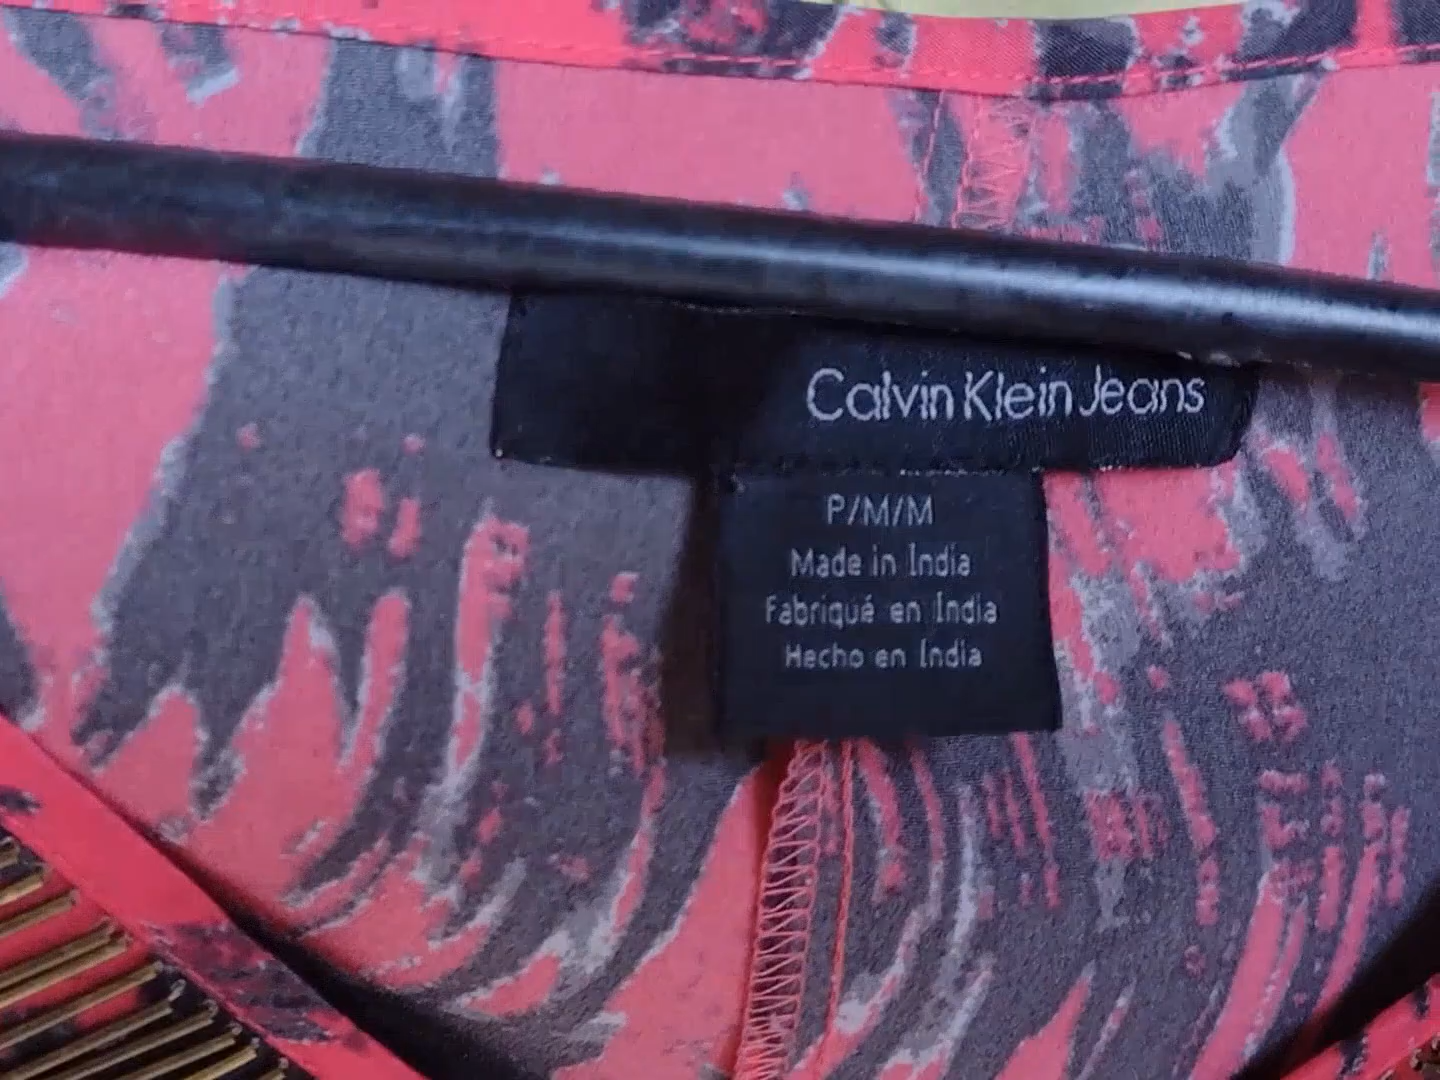 Calvin Klein Jeans
P/M/M
Made in India
Fabriqué en India
Hecho en India